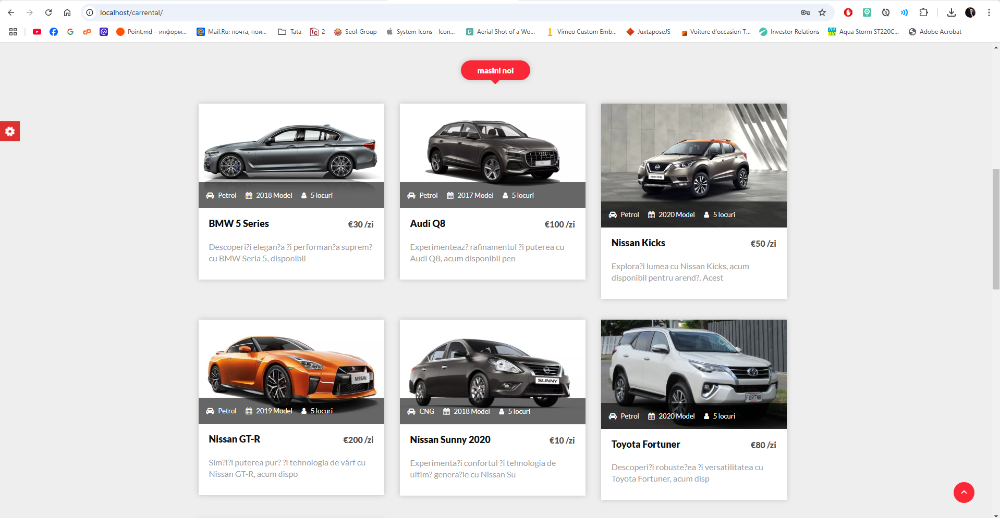 localhost/carrental/
Point.md – информ...
Mail.Ru: почта, пои...
Tata
2
Seol-Group
System Icons - Icon...
Aerial Shot of a Wo...
Vimeo Custom Emb...
JuxtaposeJS
Voiture d'occasion T...
Investor Relations
Aqua Storm ST220C...
Adobe Acrobat
masini noi
Petrol 2018 Model 5 locuri
BMW 5 Series €30 /zi
Descoperi?i elegan?a ?i performan?a suprem?
cu BMW Seria 5, disponibil
Petrol 2017 Model 5 locuri
Audi Q8 €100 /zi
Experimenteaz? rafinamentul ?i puterea cu
Audi Q8, acum disponibil pen
KICKS
Petrol 2020 Model 5 locuri
Nissan Kicks €50 /zi
Explora?i lumea cu Nissan Kicks, acum
disponibil pentru arend?. Acest
NISSAN
Petrol 2019 Model 5 locuri
Nissan GT-R €200 /zi
Sim?i?i puterea pur? ?i tehnologia de vârf cu
Nissan GT-R, acum dispo
SUNNY
CNG 2018 Model 5 locuri
Nissan Sunny 2020 €10 /zi
Experimenta?i confortul ?i tehnologia de
ultim? genera?ie cu Nissan Su
FORTNR
Petrol 2020 Model 5 locuri
Toyota Fortuner €80 /zi
Descoperi?i robuste?ea ?i versatilitatea cu
Toyota Fortuner, acum disp